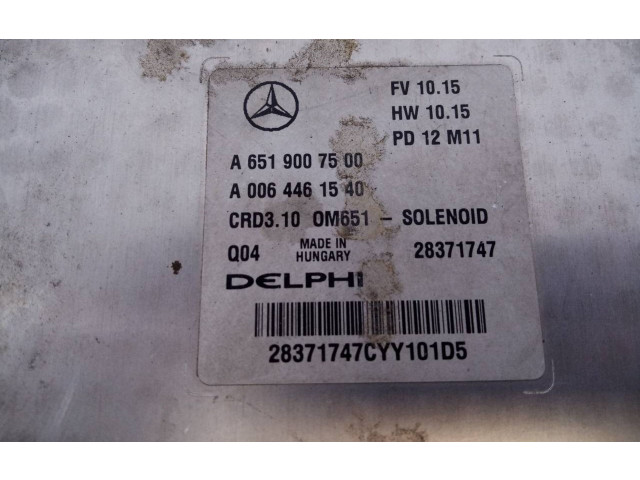 FV 10.15
HW 10.15
PD 12 M11
A 651 900 75 00
A 006 446 15 40
CRD3.10 OM651 – SOLENOID
Q04 MADE IN HUNGARY 28371747
DELPHI
28371747CYY101D5